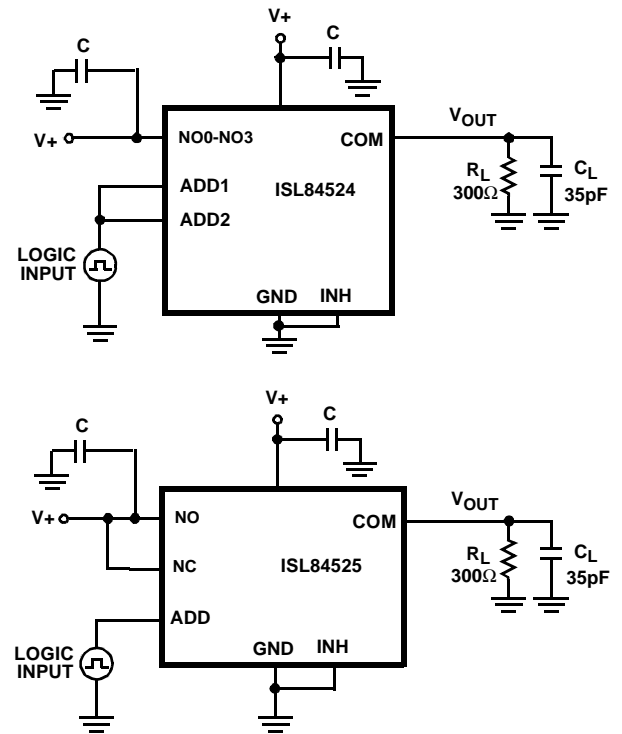 V+
C
C
V+
NO0-NO3
COM
VOUT
ADD1
ISL84524
RL
300Ω
CL
35pF
ADD2
LOGIC
INPUT
GND
INH
V+
C
C
V+
NO
COM
VOUT
NC
ISL84525
RL
300Ω
CL
35pF
ADD
LOGIC
INPUT
GND
INH